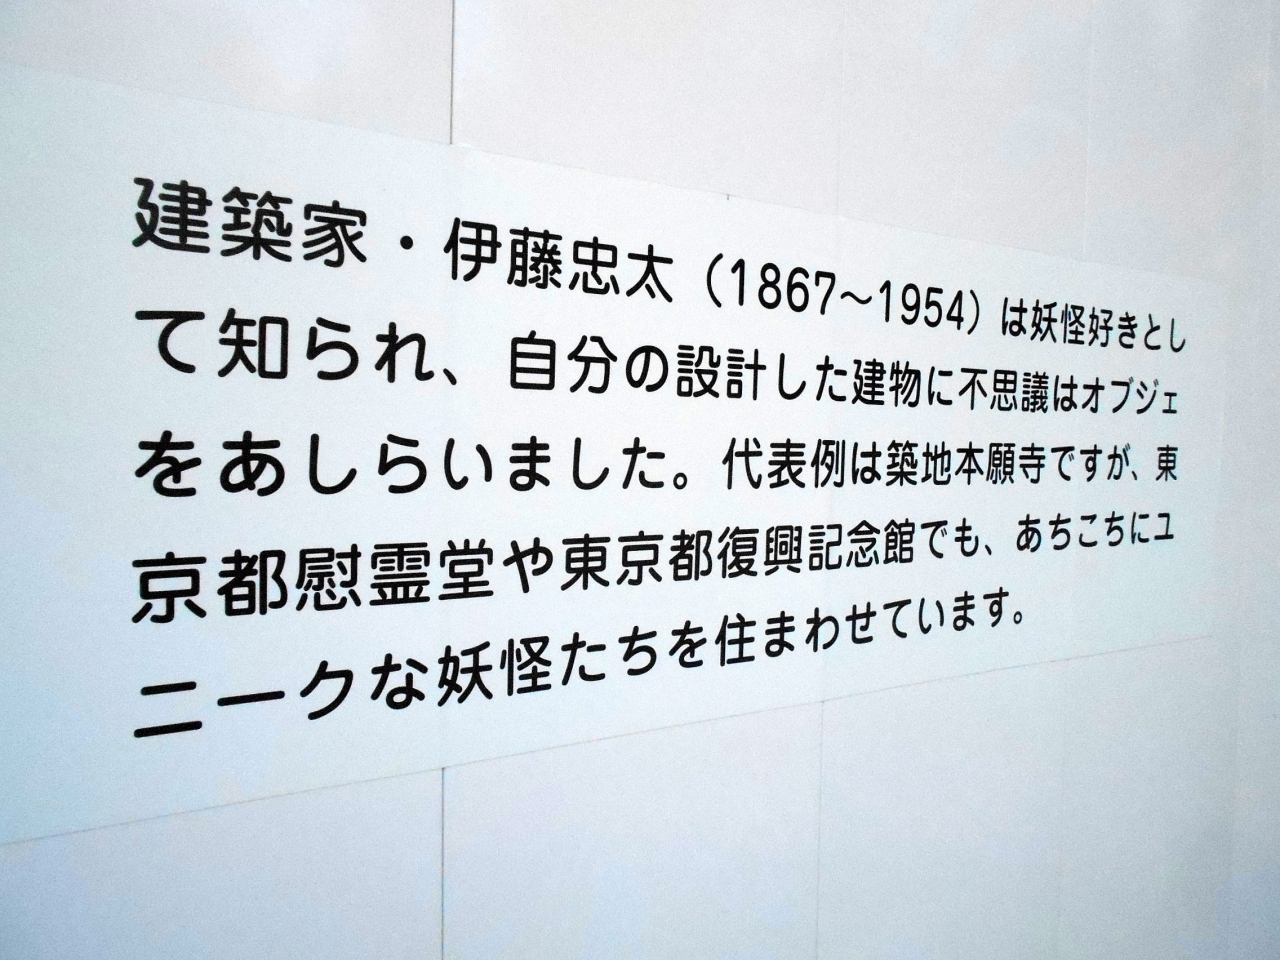 建築家・伊藤忠太（1867〜1954）は妖怪好きとし
て知られ、自分の設計した建物に不思議はオブジェ
をあしらいました。代表例は築地本願寺ですが、東
京都慰霊堂や東京都復興記念館でも、あちこちにユ
ニークな妖怪たちを住まわせています。